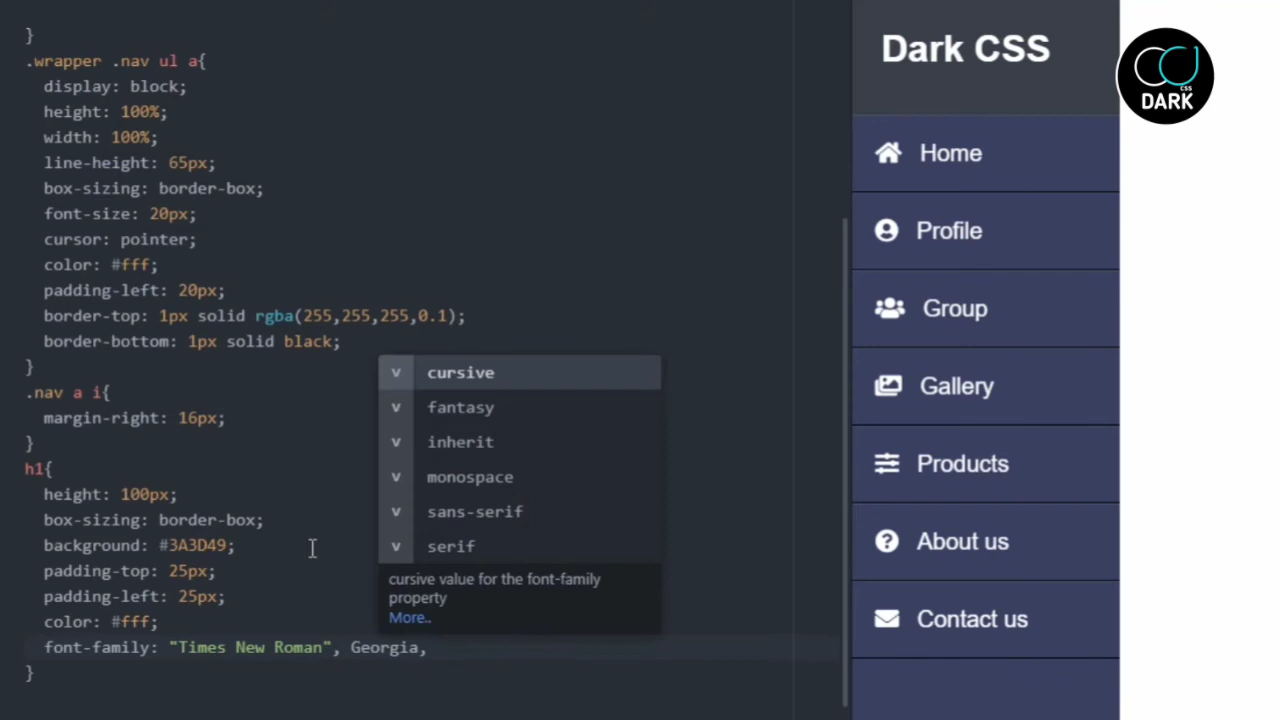 }
.wrapper .nav ul a{
display: block;
height: 100%;
width: 100%;
line-height: 65px;
box-sizing: border-box;
font-size: 20px;
cursor: pointer;
color: #fff;
padding-left: 20px;
border-top: 1px solid rgba(255,255,255,0.1);
border-bottom: 1px solid black;
}
.nav a i{
margin-right: 16px;
}
h1{
height: 100px;
box-sizing: border-box;
background: #3A3D49;
padding-top: 25px;
padding-left: 25px;
color: #fff;
font-family: "Times New Roman", Georgia,
}
v cursive
v fantasy
v inherit
v monospace
v sans-serif
v serif
cursive value for the font-family
property
More..
Dark CSS
Home
Profile
Group
Gallery
Products
About us
Contact us
CSS
DARK